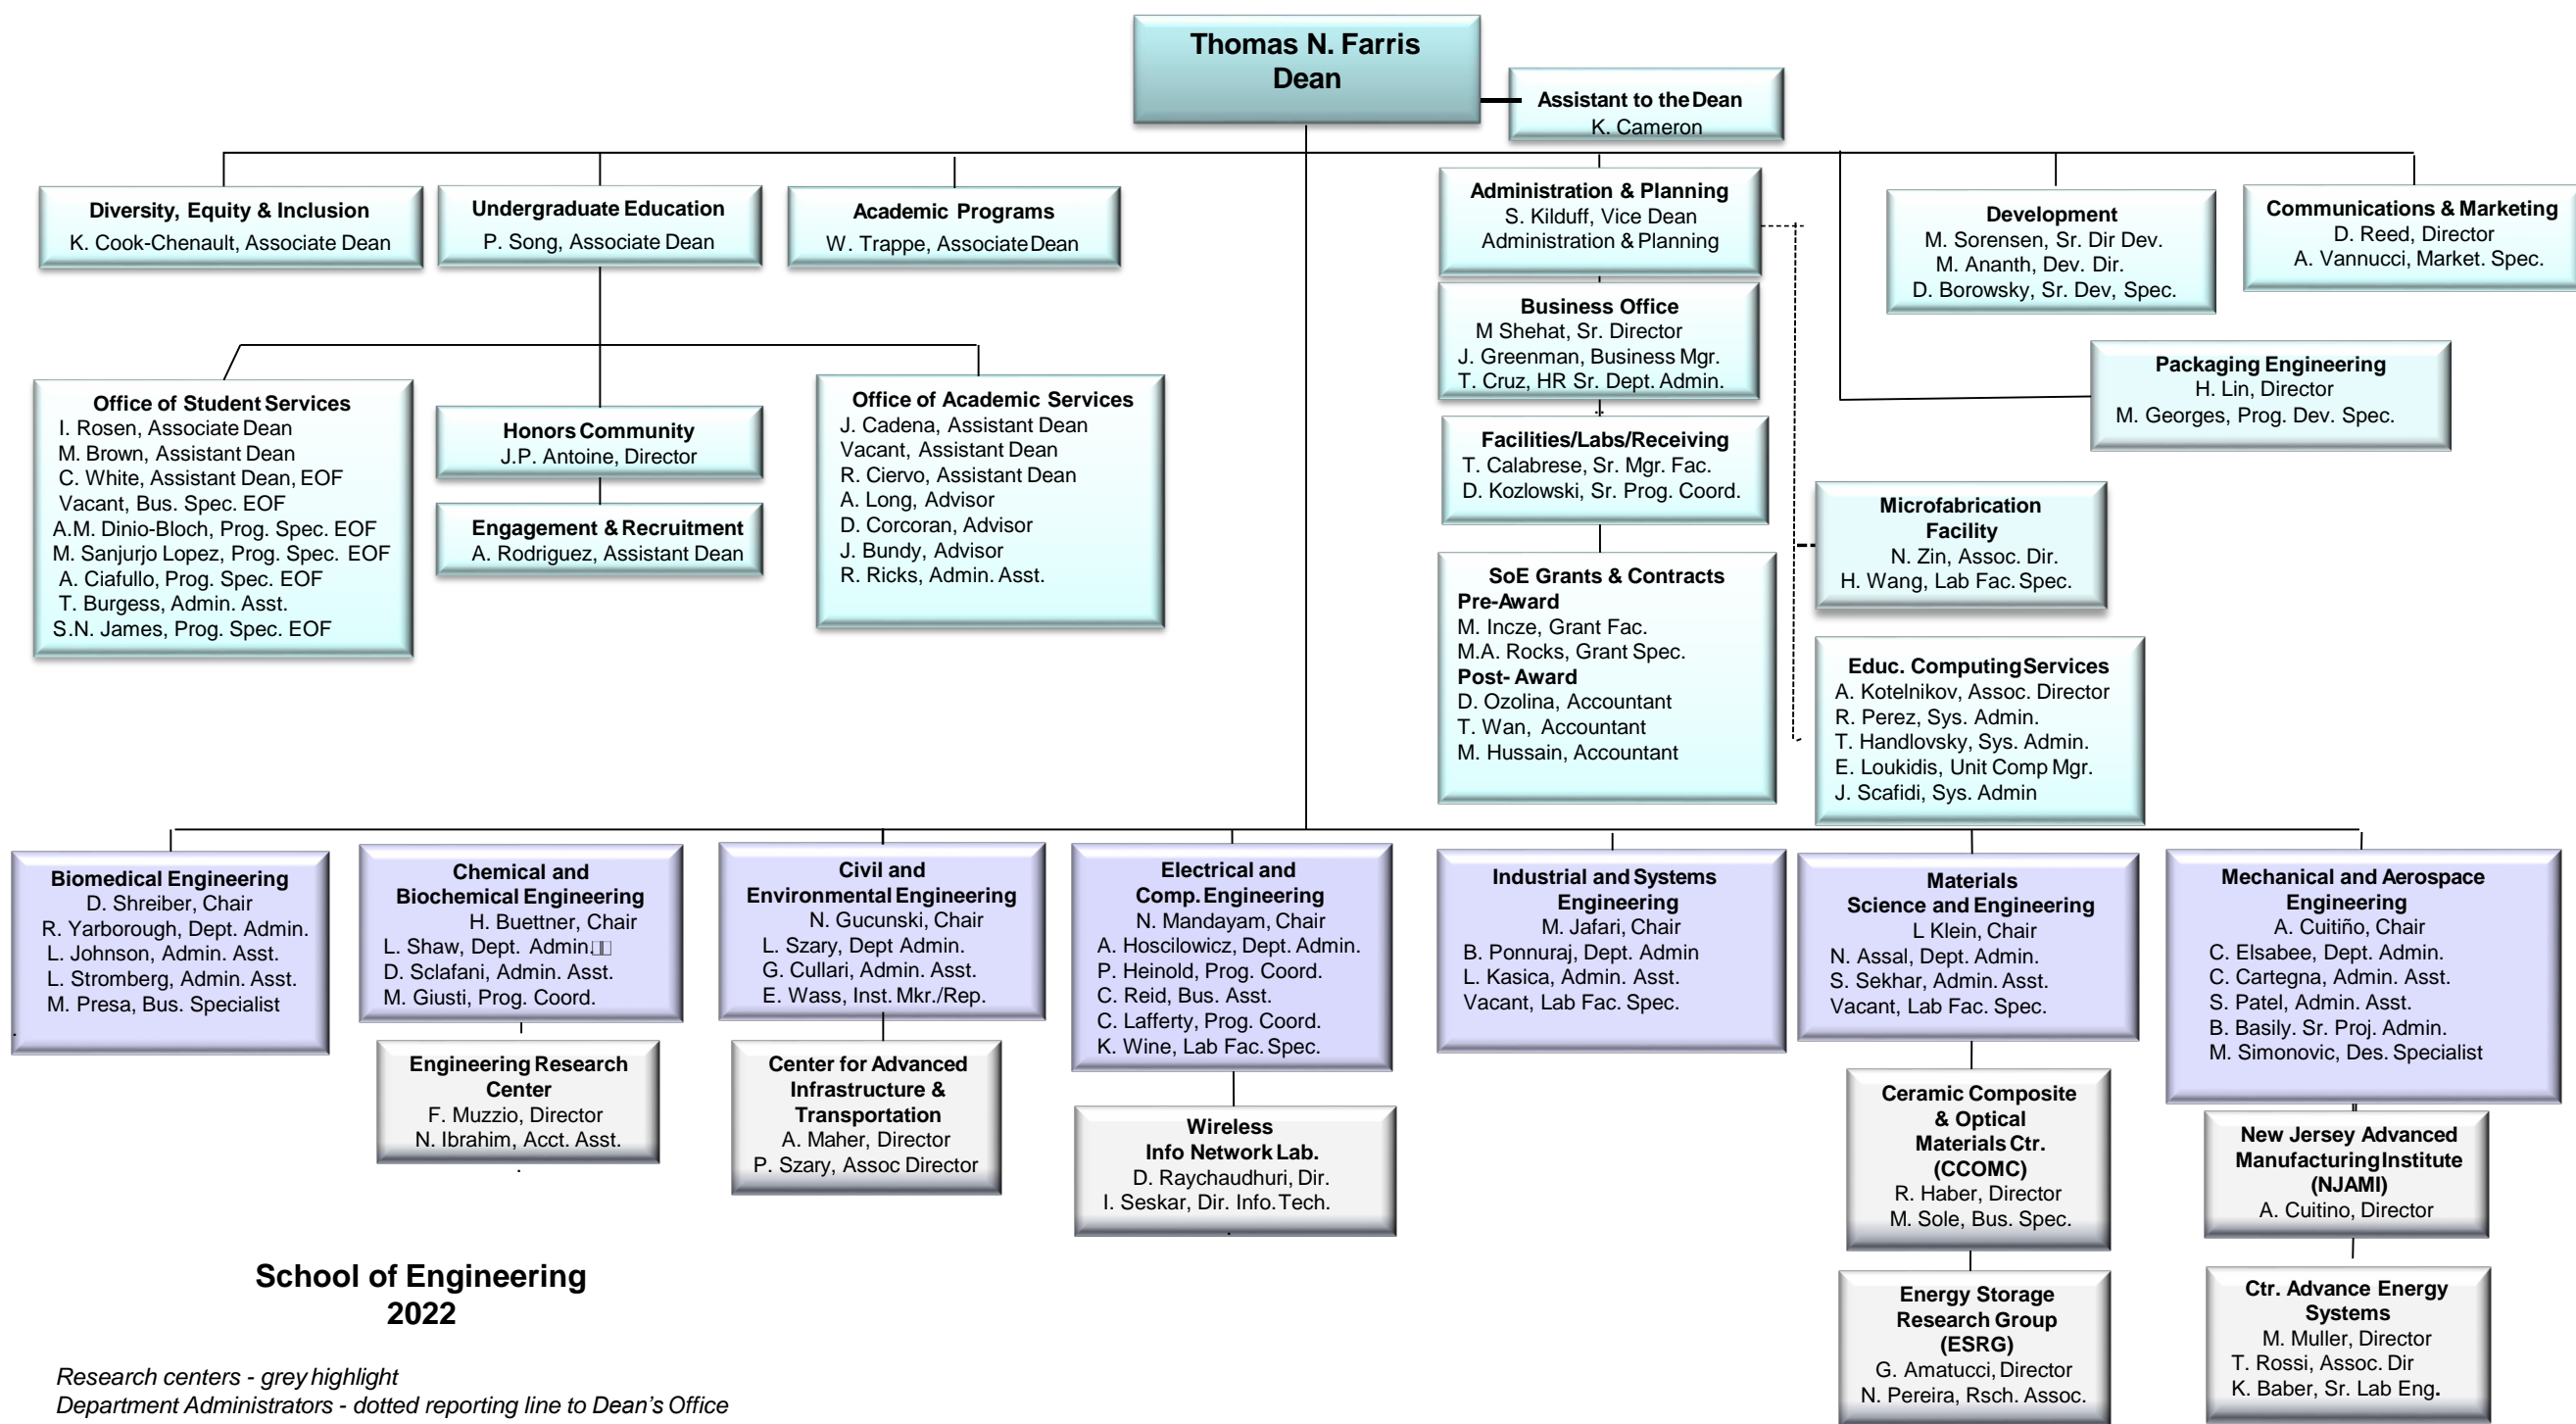 Thomas N. Farris
Dean
Assistant to the Dean
K. Cameron
Diversity, Equity & Inclusion
K. Cook-Chenault, Associate Dean
Undergraduate Education
P. Song, Associate Dean
Academic Programs
W. Trappe, Associate Dean
Administration & Planning
S. Kilduff, Vice Dean
Administration & Planning
Development
M. Sorensen, Sr. Dir Dev.
M. Ananth, Dev. Dir.
D. Borowsky, Sr. Dev, Spec.
Communications & Marketing
D. Reed, Director
A. Vannucci, Market. Spec.
Business Office
M Shehat, Sr. Director
J. Greenman, Business Mgr.
T. Cruz, HR Sr. Dept. Admin.
Packaging Engineering
H. Lin, Director
M. Georges, Prog. Dev. Spec.
Office of Student Services
I. Rosen, Associate Dean
M. Brown, Assistant Dean
C. White, Assistant Dean, EOF
Vacant, Bus. Spec. EOF
A.M. Dinio-Bloch, Prog. Spec. EOF
M. Sanjurjo Lopez, Prog. Spec. EOF
A. Ciafullo, Prog. Spec. EOF
T. Burgess, Admin. Asst.
S.N. James, Prog. Spec. EOF
Honors Community
J.P. Antoine, Director
Engagement & Recruitment
A. Rodriguez, Assistant Dean
Office of Academic Services
J. Cadena, Assistant Dean
Vacant, Assistant Dean
R. Ciervo, Assistant Dean
A. Long, Advisor
D. Corcoran, Advisor
J. Bundy, Advisor
R. Ricks, Admin. Asst.
Facilities/Labs/Receiving
T. Calabrese, Sr. Mgr. Fac.
D. Kozlowski, Sr. Prog. Coord.
Microfabrication
Facility
N. Zin, Assoc. Dir.
H. Wang, Lab Fac. Spec.
SoE Grants & Contracts
Pre-Award
M. Incze, Grant Fac.
M.A. Rocks, Grant Spec.
Post- Award
D. Ozolina, Accountant
T. Wan, Accountant
M. Hussain, Accountant
Educ. Computing Services
A. Kotelnikov, Assoc. Director
R. Perez, Sys. Admin.
T. Handlovsky, Sys. Admin.
E. Loukidis, Unit Comp Mgr.
J. Scafidi, Sys. Admin
Biomedical Engineering
D. Shreiber, Chair
R. Yarborough, Dept. Admin.
L. Johnson, Admin. Asst.
L. Stromberg, Admin. Asst.
M. Presa, Bus. Specialist
Chemical and
Biochemical Engineering
H. Buettner, Chair
L. Shaw, Dept. Admin.
D. Sclafani, Admin. Asst.
M. Giusti, Prog. Coord.
Civil and
Environmental Engineering
N. Gucunski, Chair
L. Szary, Dept Admin.
G. Cullari, Admin. Asst.
E. Wass, Inst. Mkr./Rep.
Electrical and
Comp. Engineering
N. Mandayam, Chair
A. Hoscilowicz, Dept. Admin.
P. Heinold, Prog. Coord.
C. Reid, Bus. Asst.
C. Lafferty, Prog. Coord.
K. Wine, Lab Fac. Spec.
Industrial and Systems
Engineering
M. Jafari, Chair
B. Ponnuraj, Dept. Admin
L. Kasica, Admin. Asst.
Vacant, Lab Fac. Spec.
Materials
Science and Engineering
L Klein, Chair
N. Assal, Dept. Admin.
S. Sekhar, Admin. Asst.
Vacant, Lab Fac. Spec.
Mechanical and Aerospace
Engineering
A. Cuitiño, Chair
C. Elsabee, Dept. Admin.
C. Cartegna, Admin. Asst.
S. Patel, Admin. Asst.
B. Basily. Sr. Proj. Admin.
M. Simonovic, Des. Specialist
Engineering Research
Center
F. Muzzio, Director
N. Ibrahim, Acct. Asst.
Center for Advanced
Infrastructure &
Transportation
A. Maher, Director
P. Szary, Assoc Director
Wireless
Info Network Lab.
D. Raychaudhuri, Dir.
I. Seskar, Dir. Info. Tech.
Ceramic Composite
& Optical
Materials Ctr.
(CCOMC)
R. Haber, Director
M. Sole, Bus. Spec.
New Jersey Advanced
Manufacturing Institute
(NJAMI)
A. Cuitino, Director
Energy Storage
Research Group
(ESRG)
G. Amatucci, Director
N. Pereira, Rsch. Assoc.
Ctr. Advance Energy
Systems
M. Muller, Director
T. Rossi, Assoc. Dir
K. Baber, Sr. Lab Eng.
School of Engineering
2022
Research centers - grey highlight
Department Administrators - dotted reporting line to Dean's Office